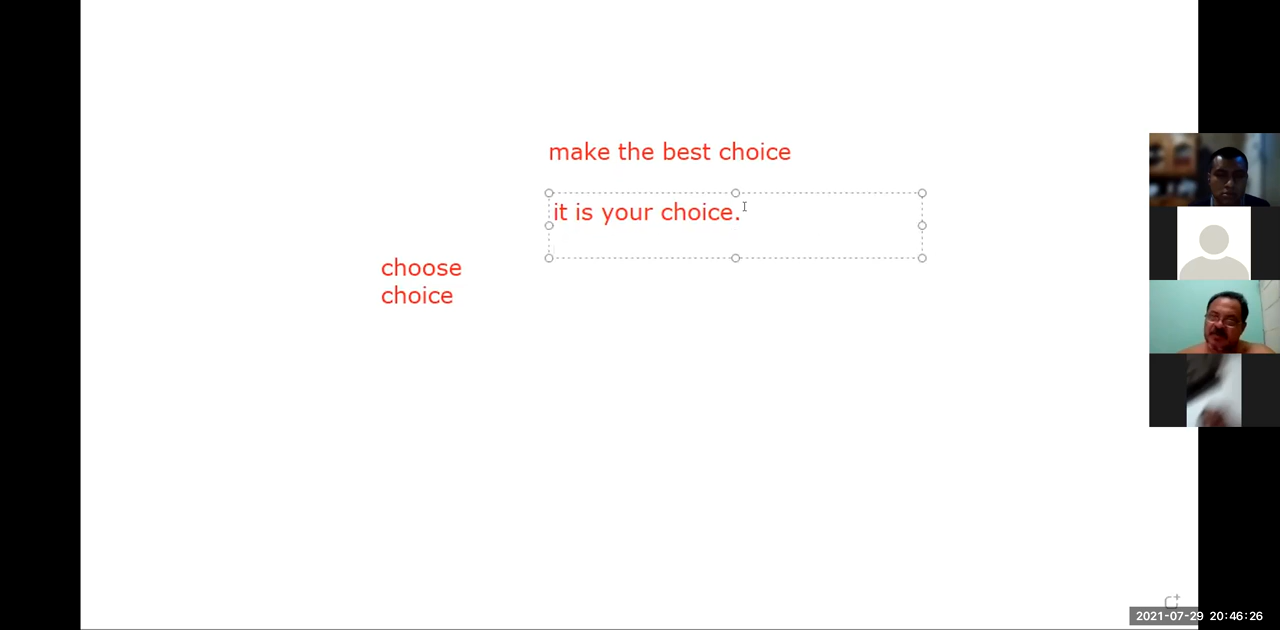 make the best choice
it is your choice.
choose
choice
2021-07-29 20:46:26